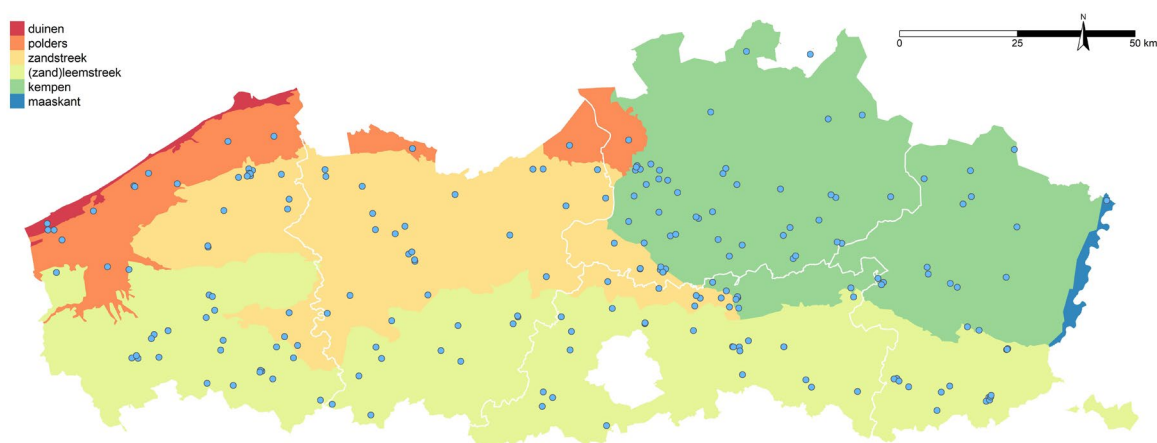 duinen
polders
zandstreek
(zand)leemstreek
kempen
maaskant
N
0 25 50 km